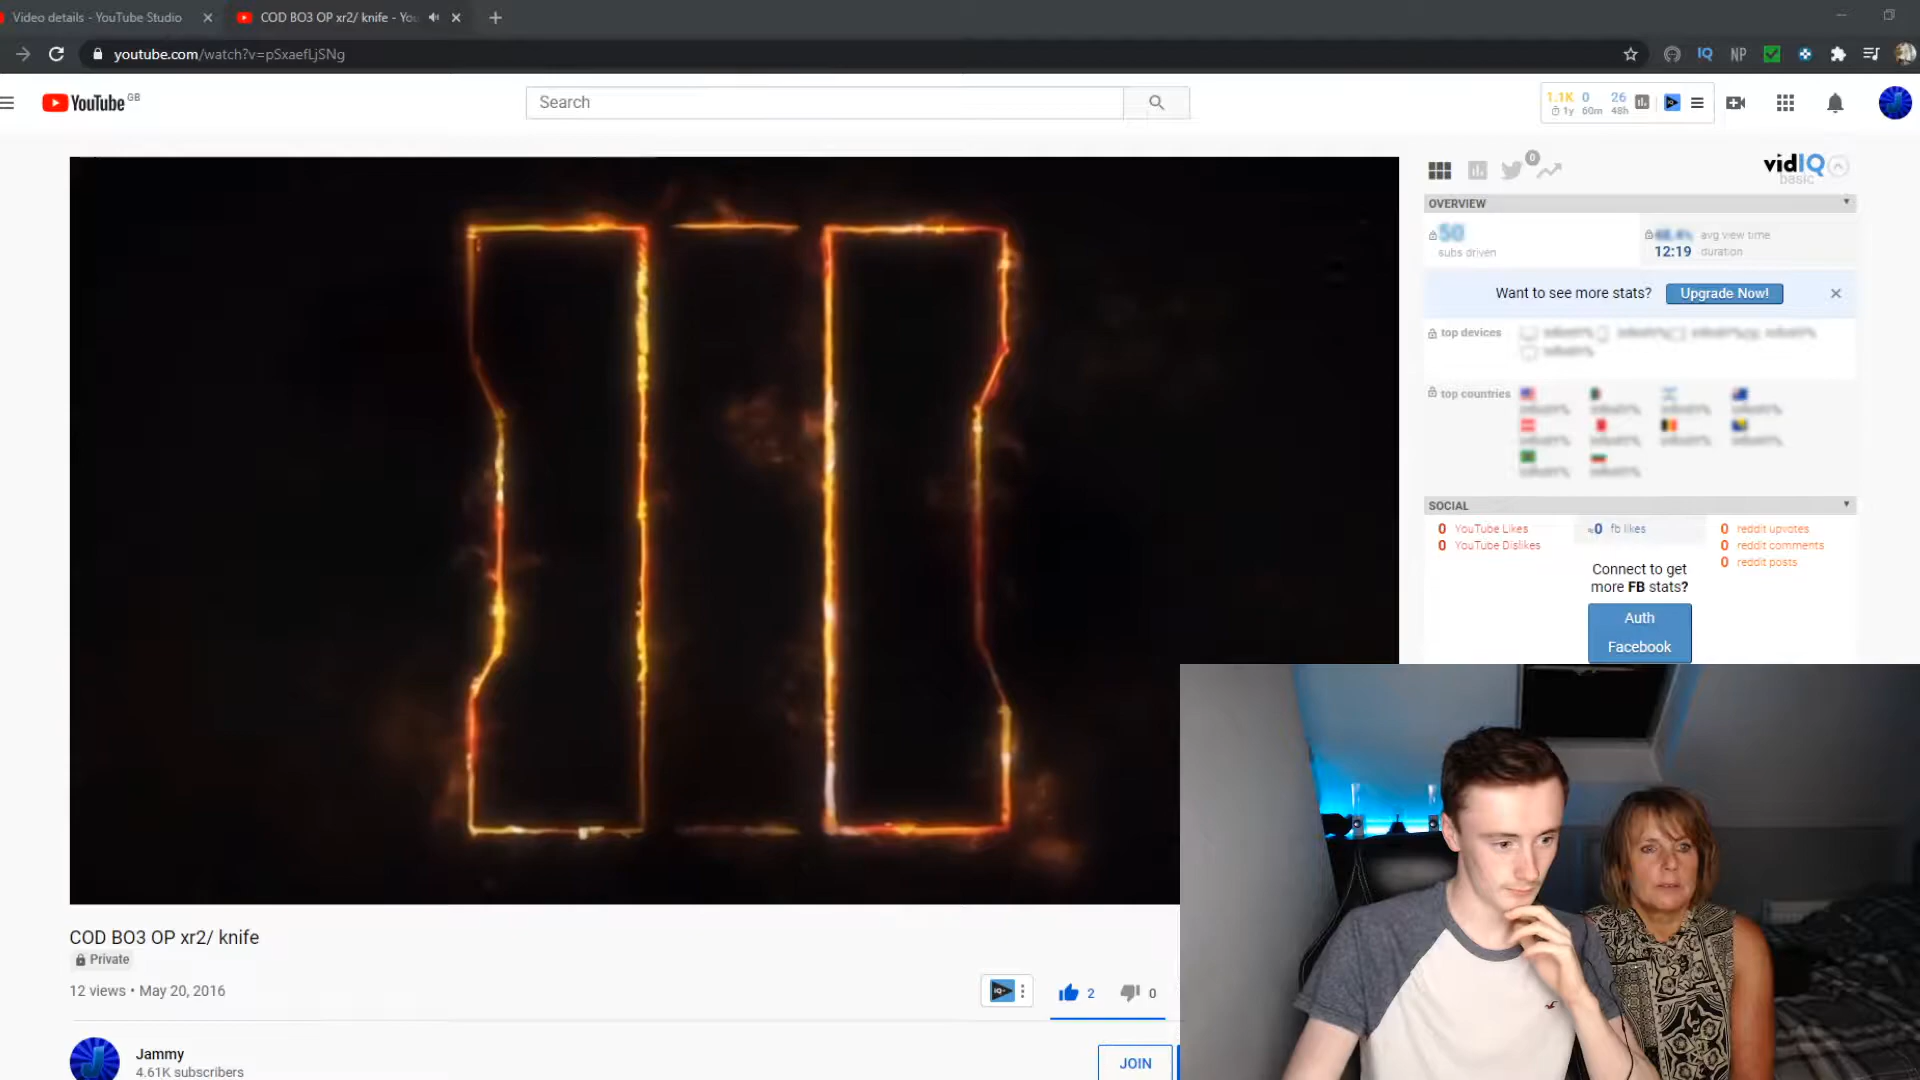 Video details - YouTube Studio
COD BO3 OP xr2/ knife - You
youtube.com/watch?v=pSxaefLjSNg
IQ
NP
YouTube GB
Search
1.1K 0 26
1y 60m 48h
0
vidIQ
basic
OVERVIEW
50
subs driven
avg view time
12:19 duration
Want to see more stats? Upgrade Now!
top devices
top countries
SOCIAL
0 YouTube Likes
0 YouTube Dislikes
0 fb likes
0 reddit upvotes
0 reddit comments
0 reddit posts
Connect to get
more FB stats?
Auth
Facebook
COD BO3 OP xr2/ knife
Private
12 views • May 20, 2016
2
0
Jammy
4.61K subscribers
JOIN